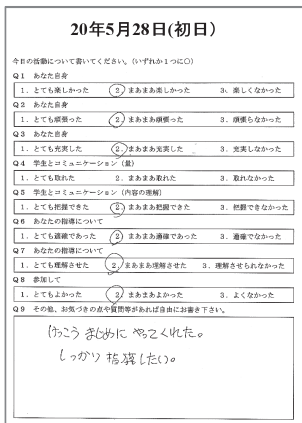 20年5月28日(初日)
今日の活動について書いてください。(いずれか1つに○)
Q1 あなた自身
1. とても楽しかった 2. まあまあ楽しかった 3. 楽しくなかった
Q2 あなた自身
1. とても頑張った 2. まあまあ頑張った 3. 頑張らなかった
Q3 あなた自身
1. とても充実した 2. まあまあ充実した 3. 充実しなかった
Q4 学生とコミュニケーション(量)
1. とても取れた 2. まあまあ取れた 3. 取れなかった
Q5 学生とコミュニケーション(内容の理解)
1. とても把握できた 2. まあまあ把握できた 3. 把握できなかった
Q6 あなたの指導について
1. とても適確であった 2. まあまあ適確であった 3. 適確でなかった
Q7 あなたの指導について
1. とても理解させた 2. まあまあ理解させた 3. 理解させられなかった
Q8 参加して
1. とてもよかった 2. まあまあよかった 3. よくなかった
Q9 その他、お気づきの点や質問等があれば自由にお書き下さい。
けっこう まじめに やってくれた。
しっかり 指導したい。